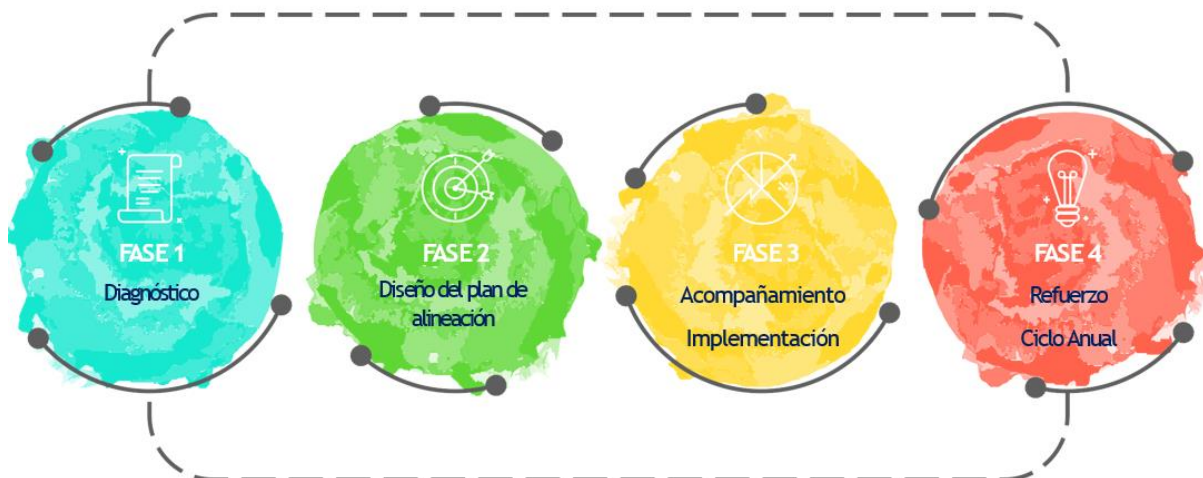 FASE 1
Diagnóstico
FASE 2
Diseño del plan de
alineación
FASE 3
Acompañamiento
Implementación
FASE 4
Refuerzo
Ciclo Anual